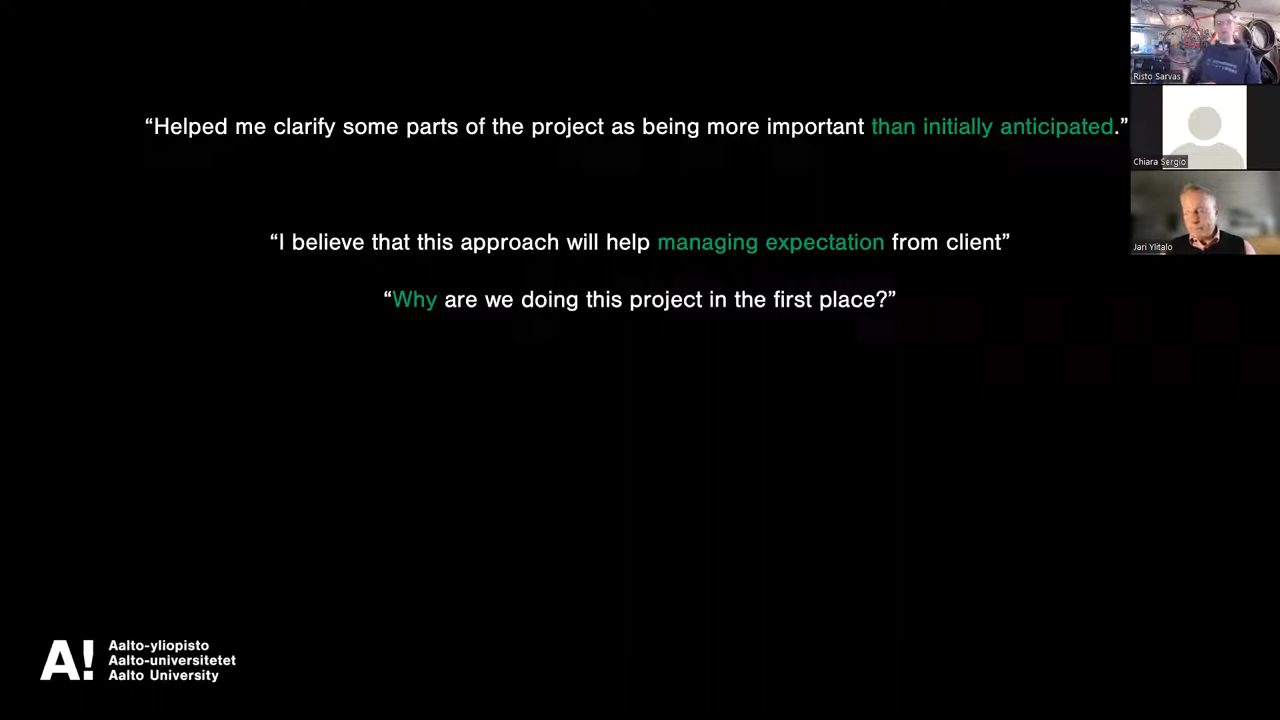 “Helped me clarify some parts of the project as being more important than initially anticipated.”
“I believe that this approach will help managing expectation from client”
“Why are we doing this project in the first place?”
Risto Sarvas
Chiara Sergio
Jari Ylitalo
A!
Aalto-yliopisto
Aalto-universitetet
Aalto University